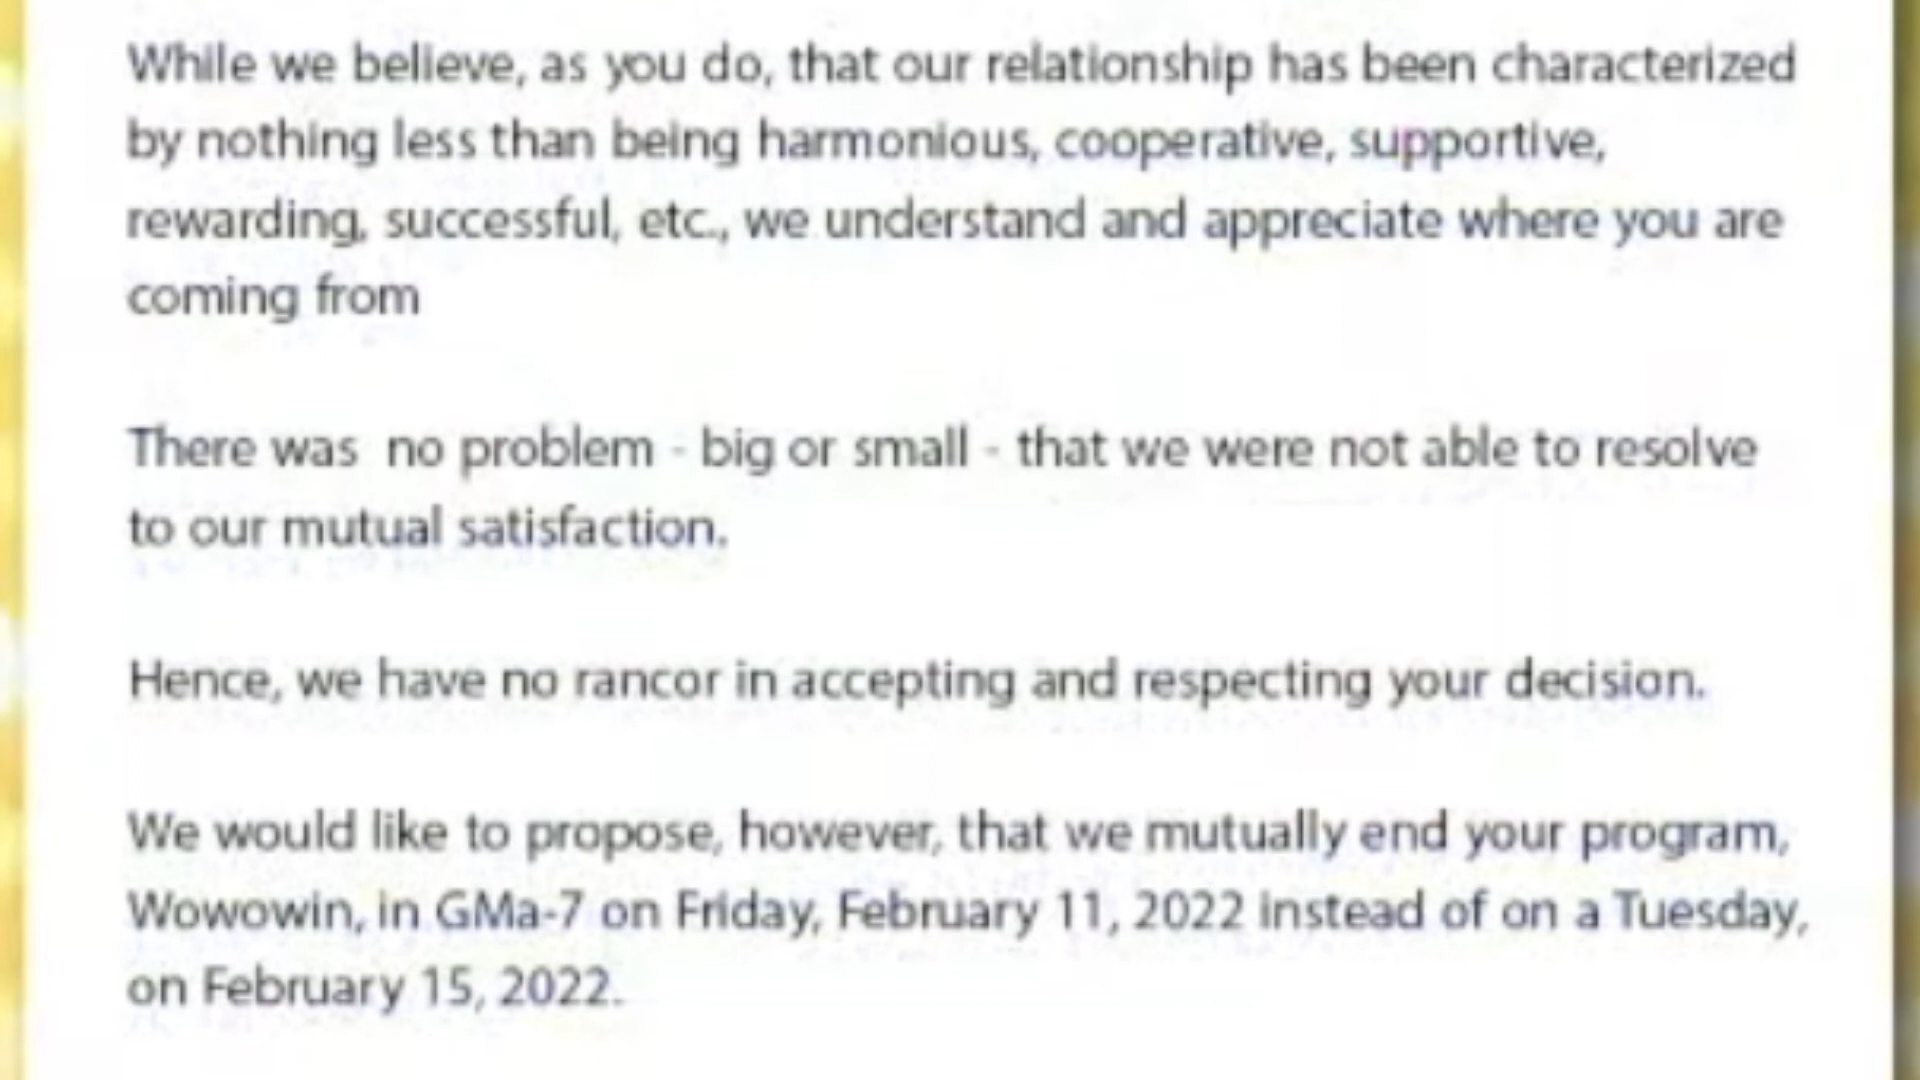 While we believe, as you do, that our relationship has been characterized
by nothing less than being harmonious, cooperative, supportive,
rewarding, successful, etc., we understand and appreciate where you are
coming from
There was  no problem - big or small - that we were not able to resolve
to our mutual satisfaction.
Hence, we have no rancor in accepting and respecting your decision.
We would like to propose, however, that we mutually end your program,
Wowowin, in GMa-7 on Friday, February 11, 2022 instead of on a Tuesday,
on February 15, 2022.